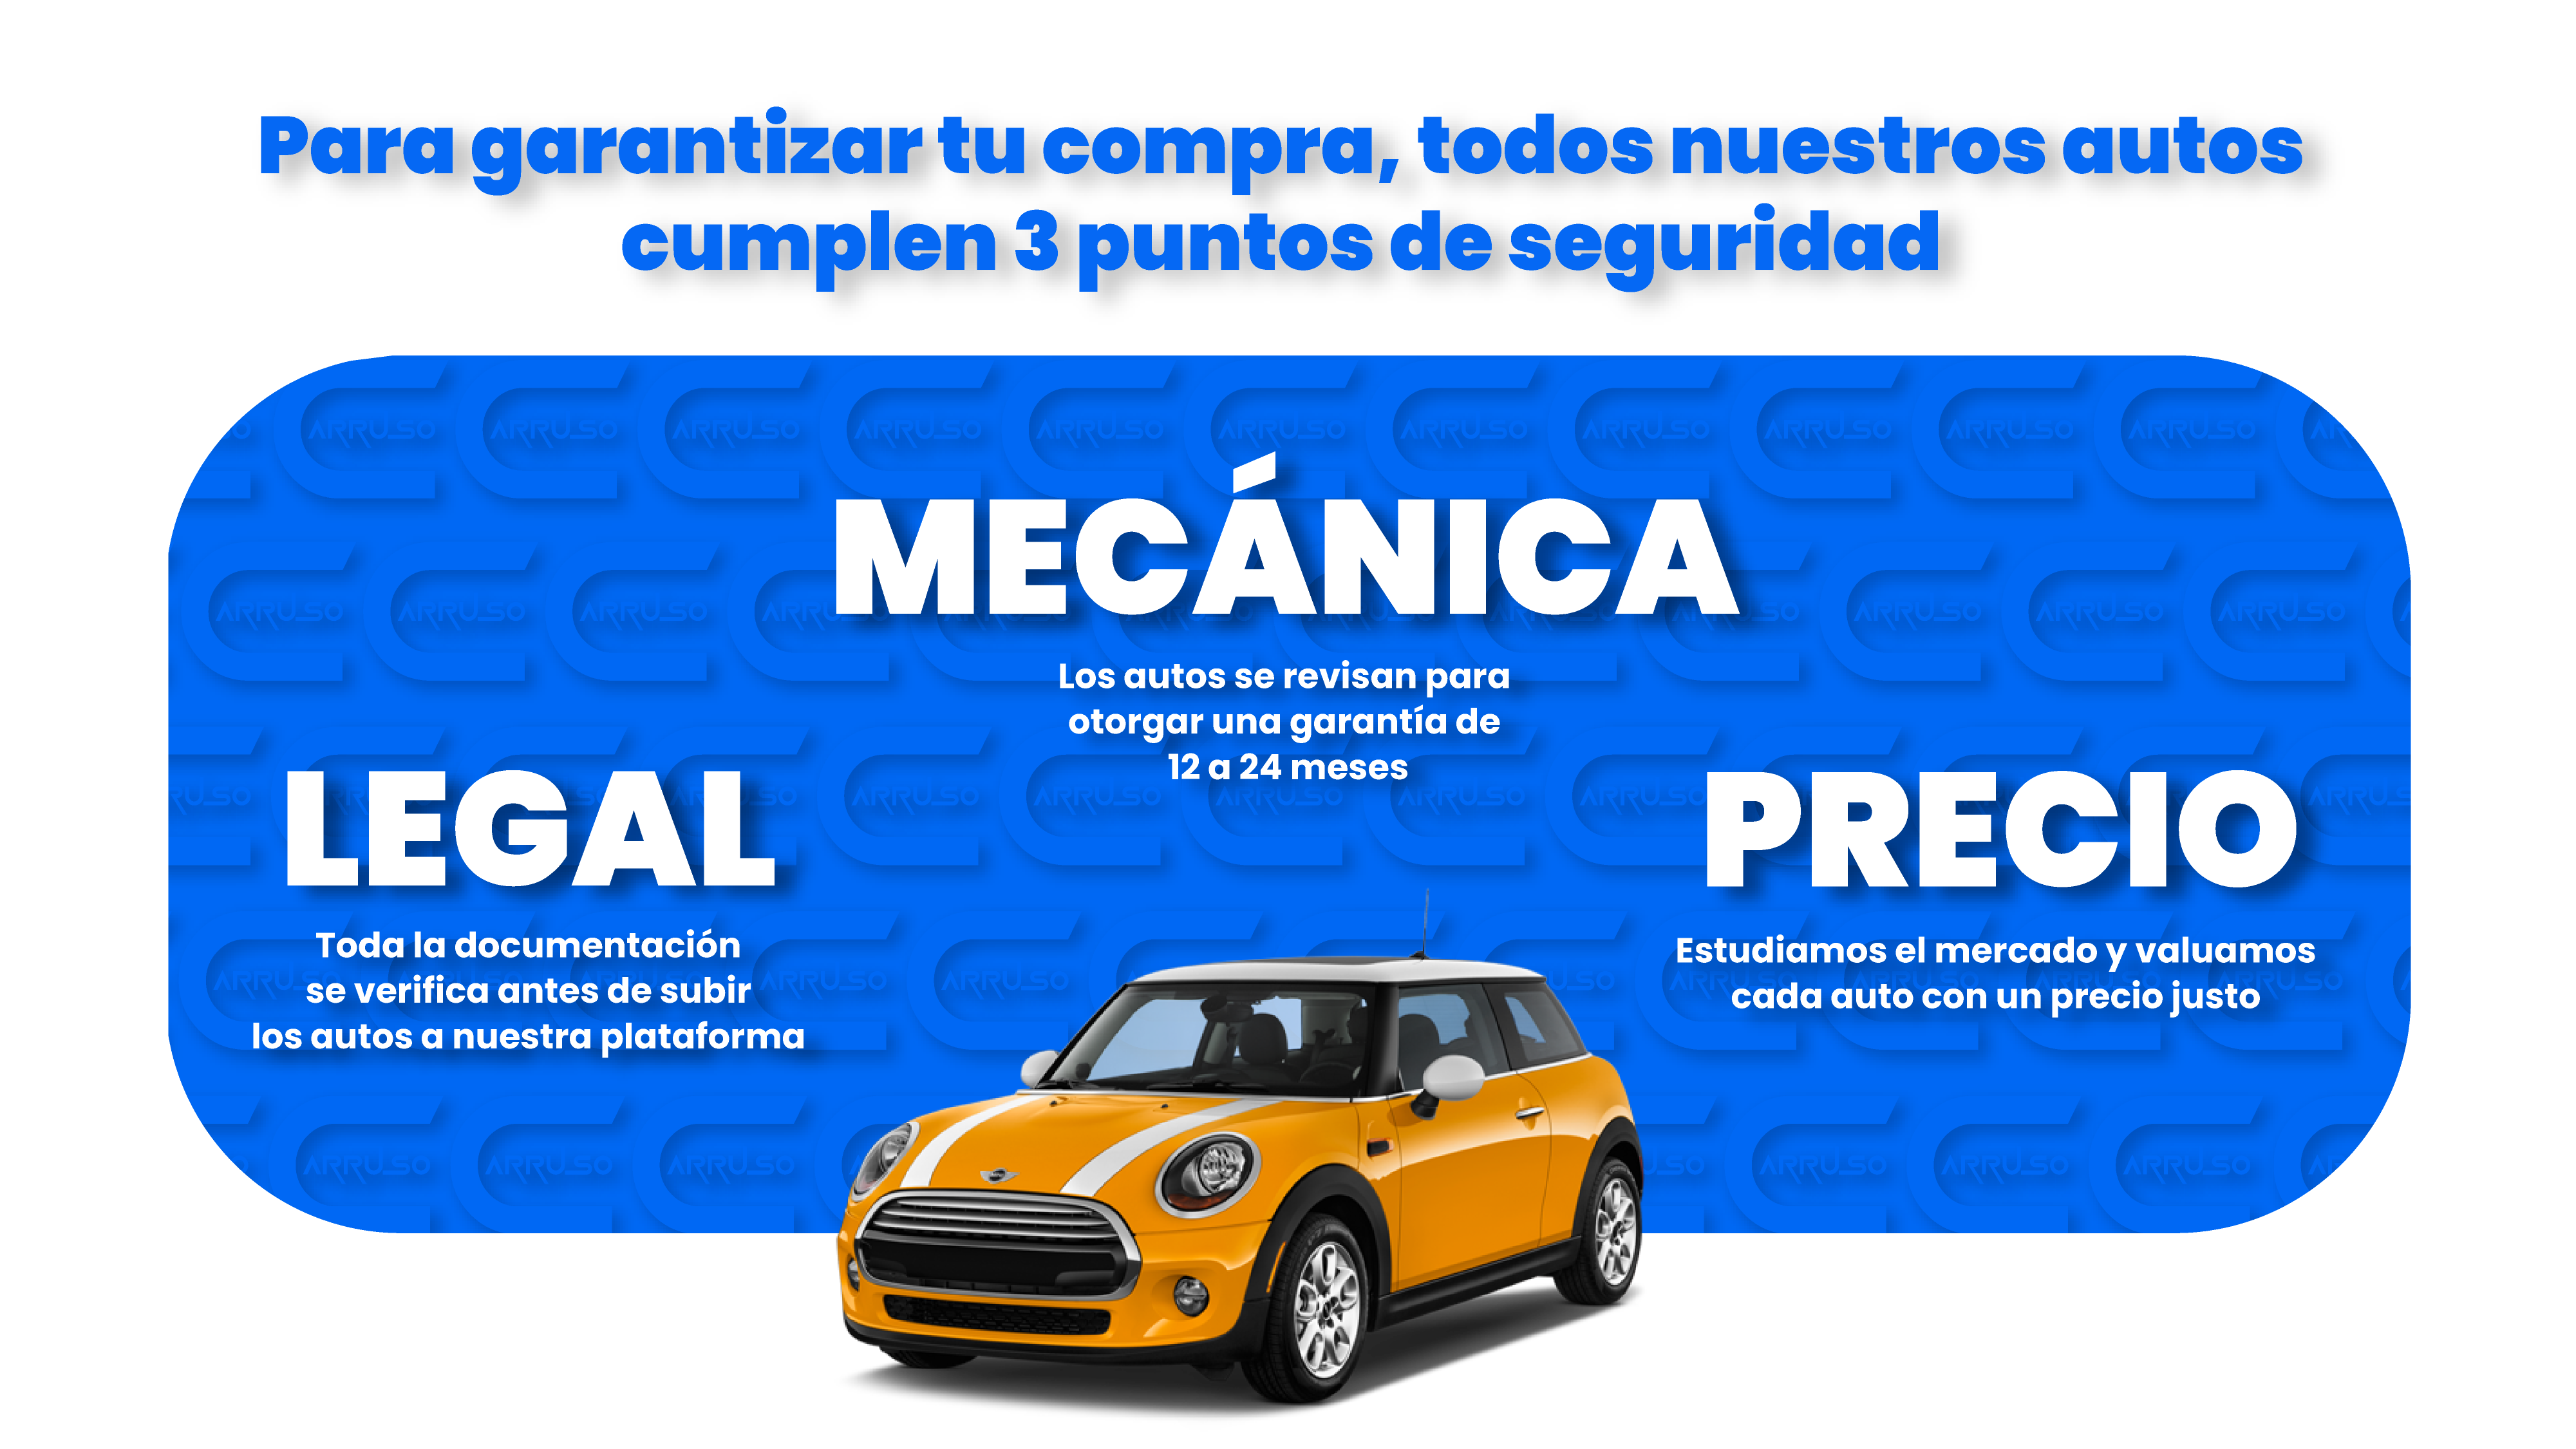 Para garantizar tu compra, todos nuestros autos
cumplen 3 puntos de seguridad
MECÁNICA
Los autos se revisan para
otorgar una garantía de
12 a 24 meses
LEGAL
Toda la documentación
se verifica antes de subir
los autos a nuestra plataforma
PRECIO
Estudiamos el mercado y valuamos
cada auto con un precio justo